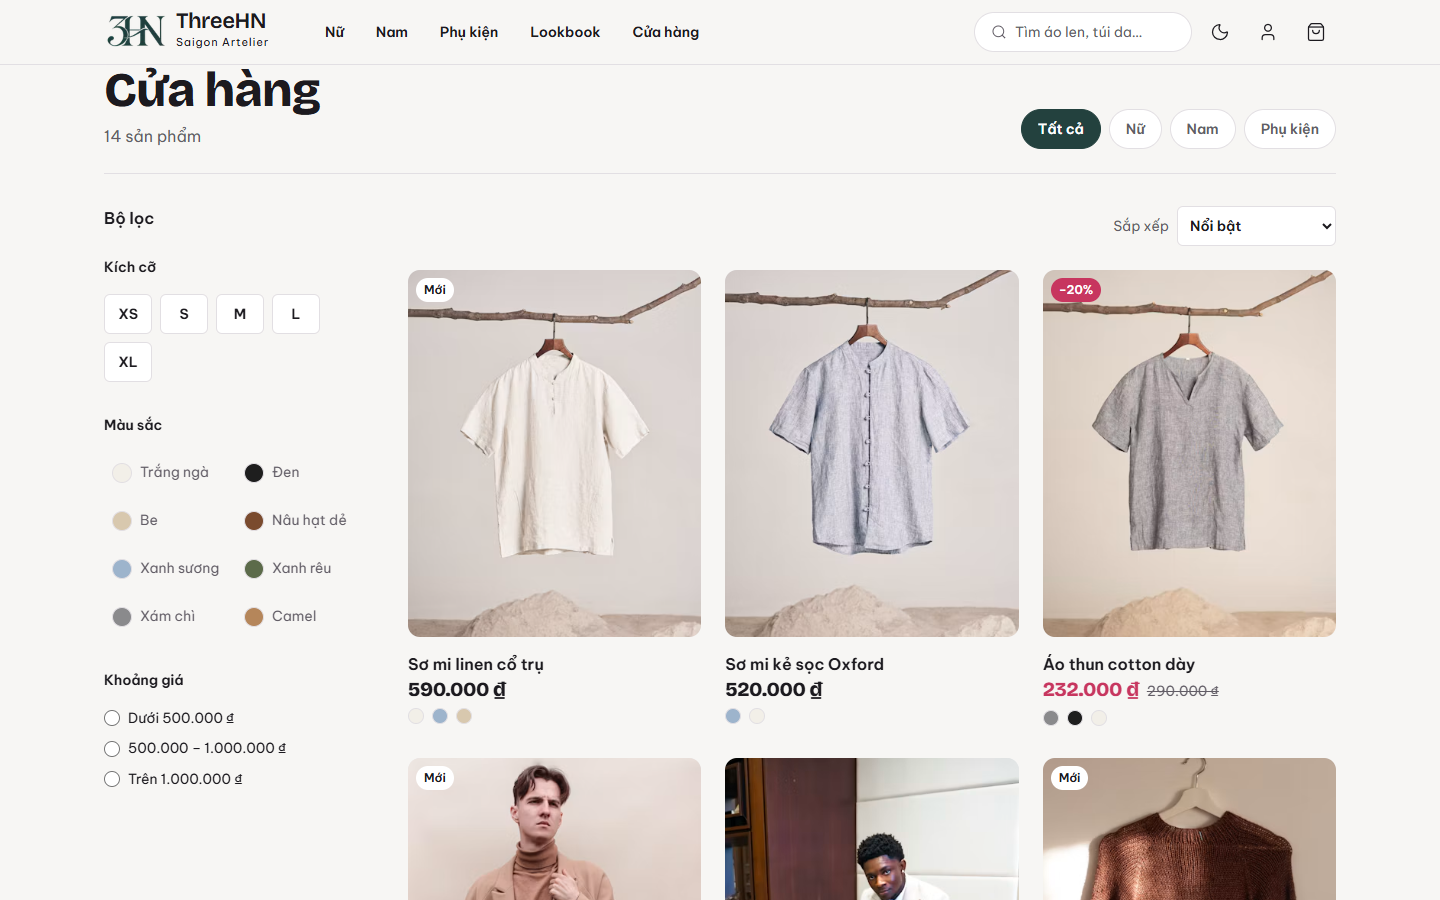 3HN
ThreeHN
Saigon Artelier
Nữ
Nam
Phụ kiện
Lookbook
Cửa hàng
Tìm áo len, túi da...
Cửa hàng
14 sản phẩm
Tất cả
Nữ
Nam
Phụ kiện
Bộ lọc
Sắp xếp
Nổi bật
Kích cỡ
XS
S
M
L
XL
Màu sắc
Trắng ngà
Đen
Be
Nâu hạt dẻ
Xanh sương
Xanh rêu
Xám chì
Camel
Khoảng giá
Dưới 500.000 ₫
500.000 – 1.000.000 ₫
Trên 1.000.000 ₫
Mới
Sơ mi linen cổ trụ
590.000 ₫
Sơ mi kẻ sọc Oxford
520.000 ₫
−20%
Áo thun cotton dày
232.000 ₫ 290.000 ₫
Mới
Mới